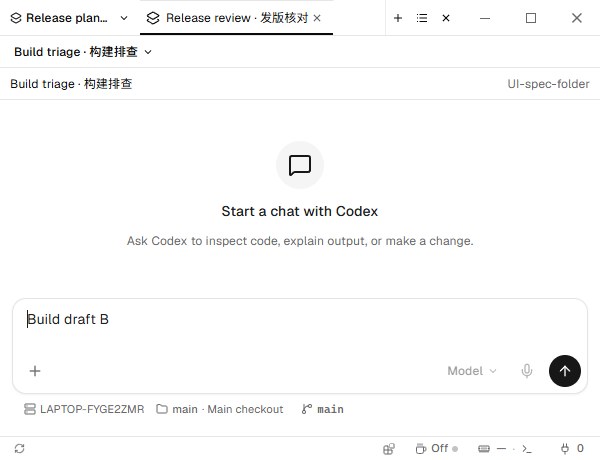 Release plan...
Release review · 发版核对
Build triage · 构建排查
Build triage · 构建排查
UI-spec-folder
Start a chat with Codex
Ask Codex to inspect code, explain output, or make a change.
Build draft B
Model
LAPTOP-FYGE2ZMR main · Main checkout main
Off — · 0